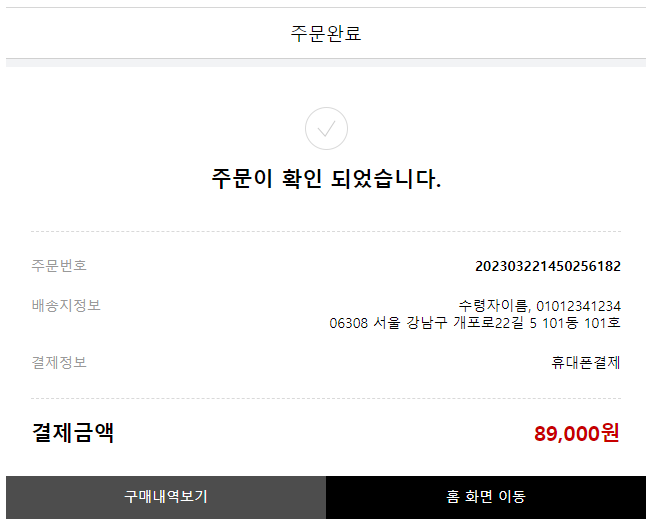 주문완료
주문이 확인 되었습니다.
주문번호 202303221450256182
배송지정보 수령자이름, 01012341234
06308 서울 강남구 개포로22길 5 101동 101호
결제정보 휴대폰결제
결제금액 89,000원
구매내역보기 홈 화면 이동